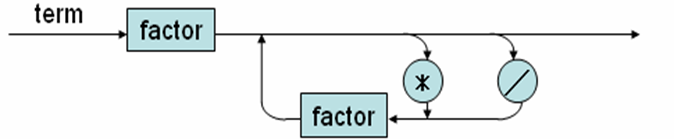 term
factor
*
/
factor